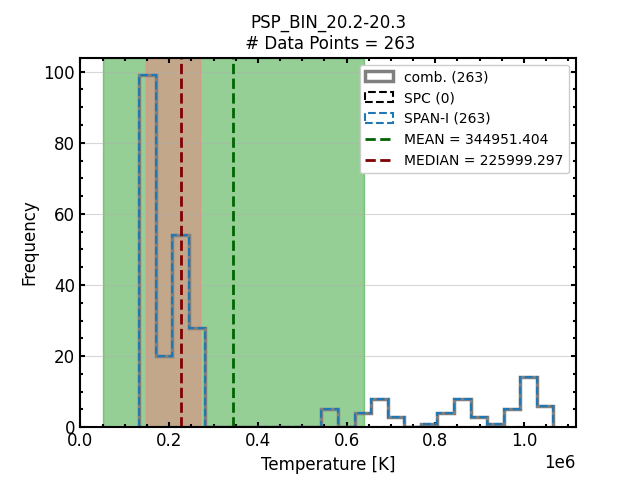 PSP_BIN_20.2-20.3
# Data Points = 263
100
80
60
40
20
0
Frequency
comb. (263)
SPC (0)
SPAN-I (263)
MEAN = 344951.404
MEDIAN = 225999.297
0.0 0.2 0.4 0.6 0.8 1.0
Temperature [K]
1e6